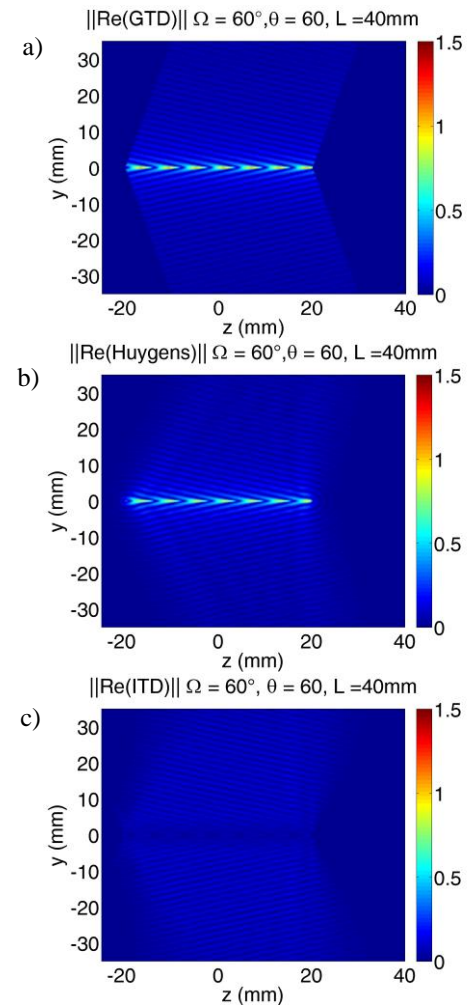 a)
||Re(GTD)|| Ω = 60°,θ = 60, L =40mm
y (mm)
30
20
10
0
-10
-20
-30
-20 0 20 40
z (mm)
1.5
1
0.5
0
b)
||Re(Huygens)|| Ω = 60°,θ = 60, L =40mm
y (mm)
30
20
10
0
-10
-20
-30
-20 0 20 40
z (mm)
1.5
1
0.5
0
c)
||Re(ITD)|| Ω = 60°, θ = 60, L =40mm
y (mm)
30
20
10
0
-10
-20
-30
-20 0 20 40
z (mm)
1.5
1
0.5
0